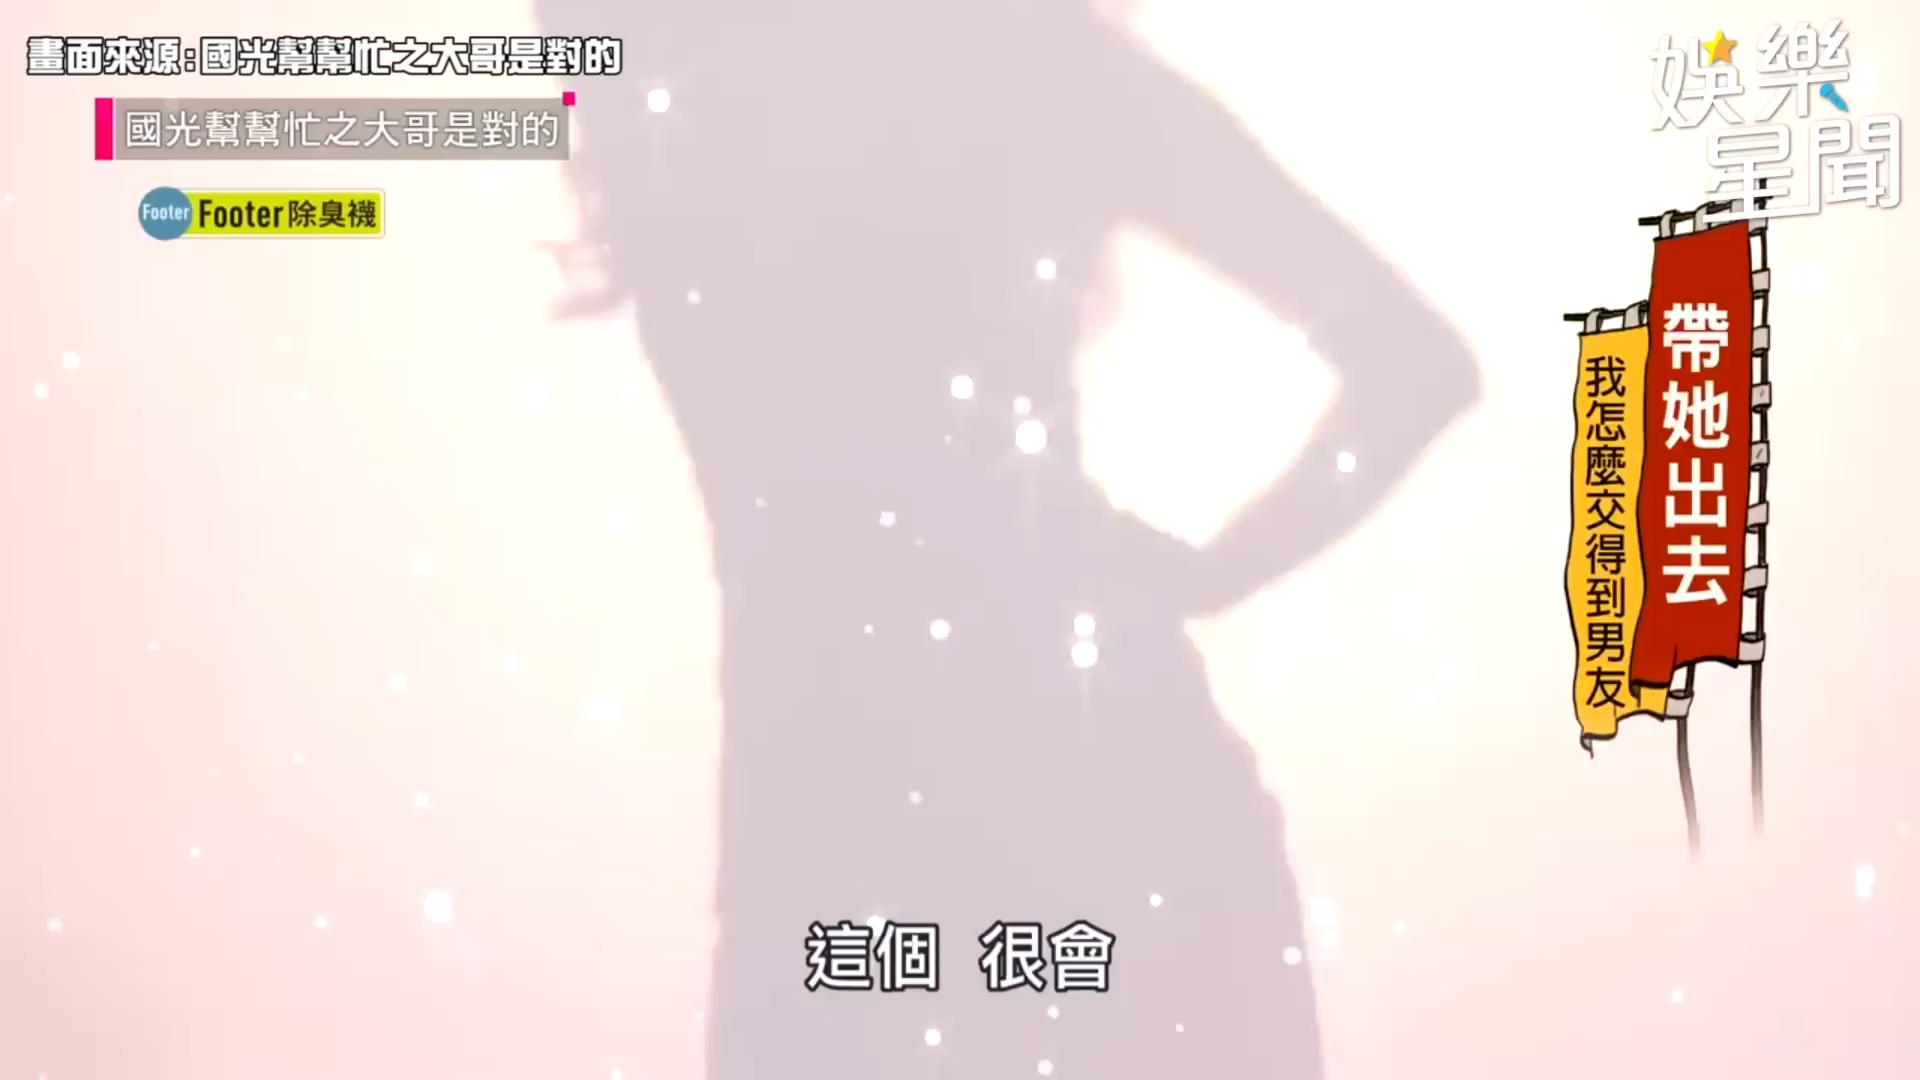 畫面來源:國光幫幫忙之大哥是對的
國光幫幫忙之大哥是對的
Footer
Footer除臭襪
娛樂
星聞
帶她出去
我怎麼交得到男友
這個 很會